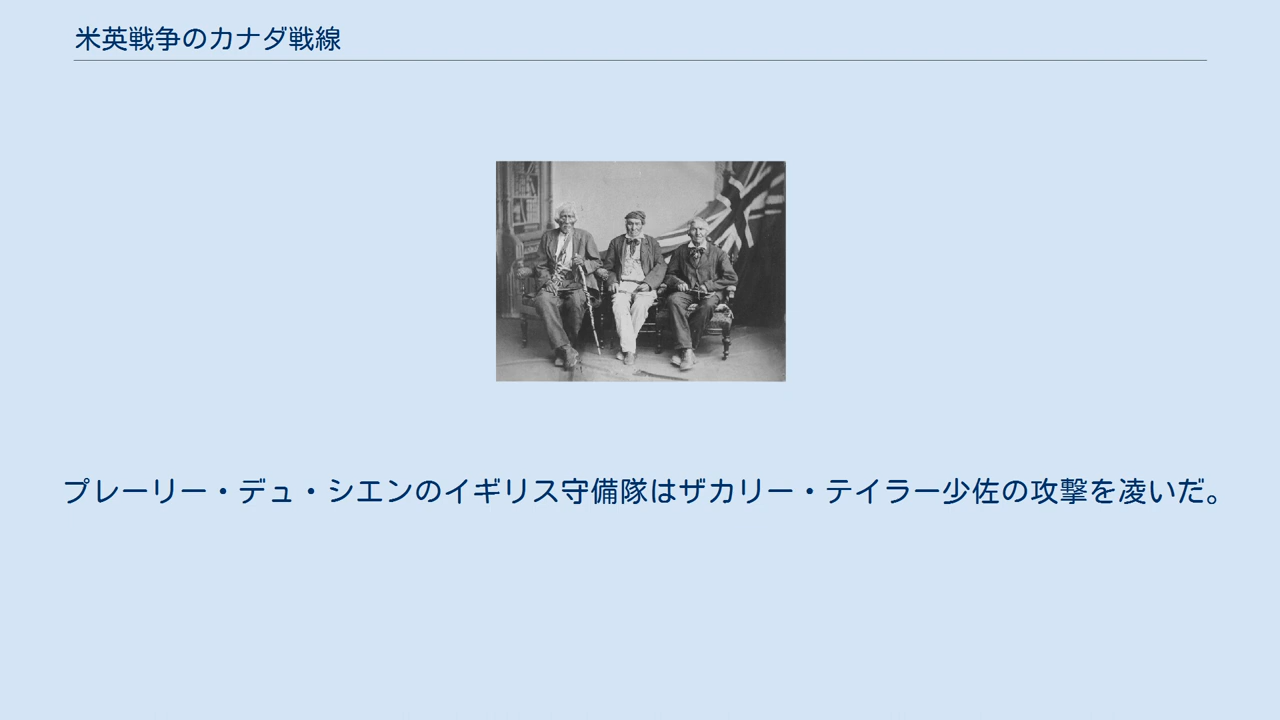 米英戦争のカナダ戦線
プレーリー・デュ・シエンのイギリス守備隊はザカリー・テイラー少佐の攻撃を凌いだ。